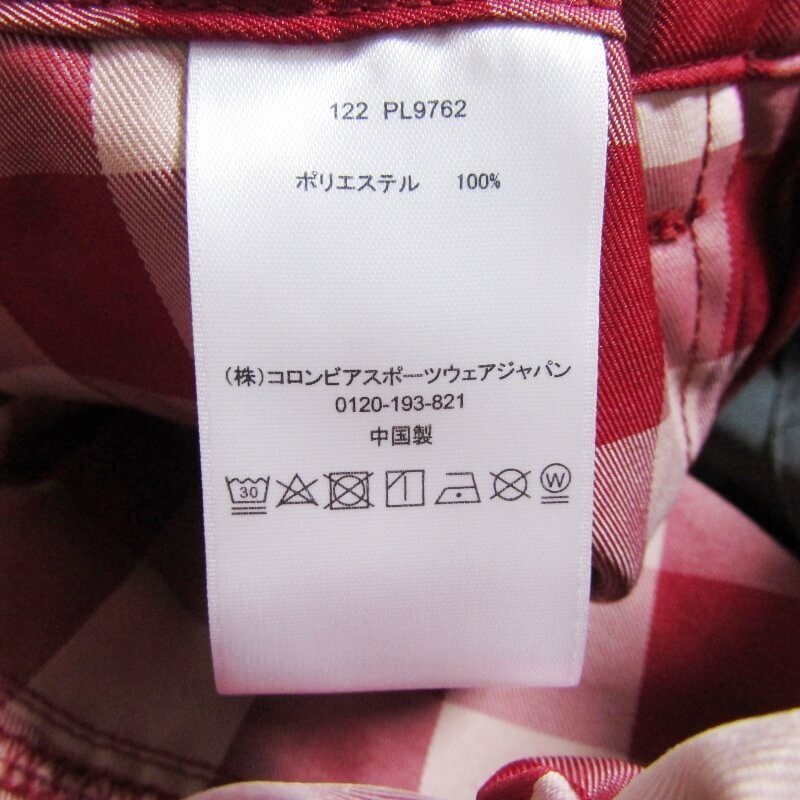 122 PL9762
ポリエステル 100%
(株)コロンビアスポーツウェアジャパン
0120-193-821
中国製
30 W